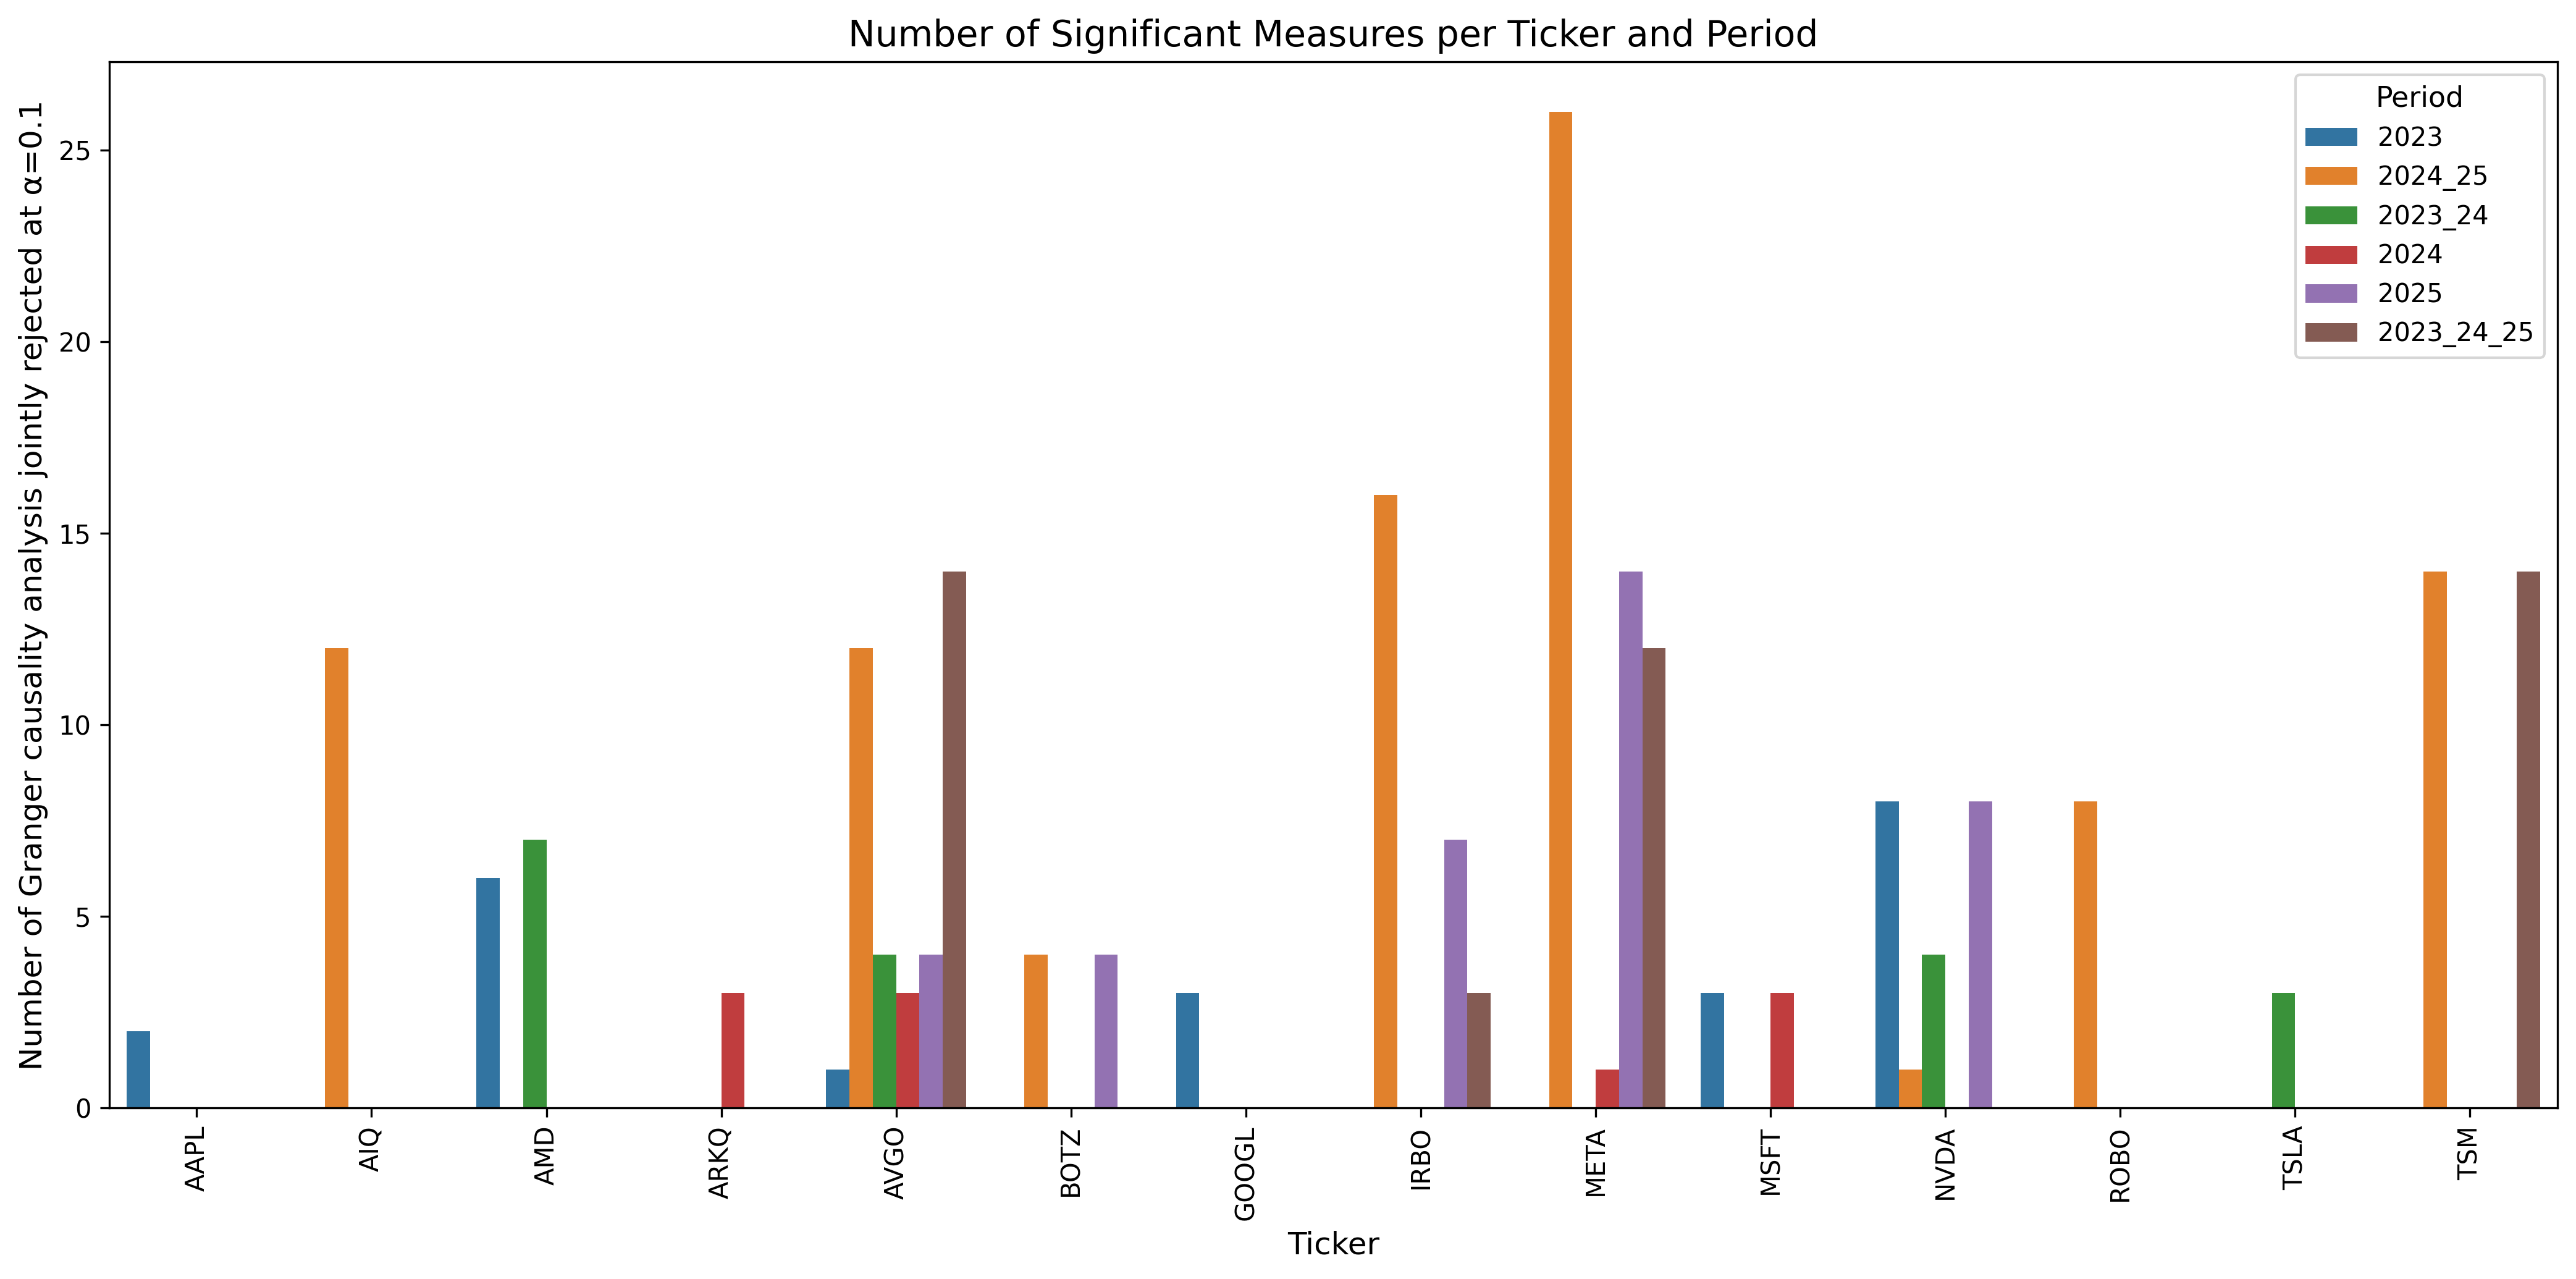 Number of Significant Measures per Ticker and Period
Number of Granger causality analysis jointly rejected at α=0.1
25
20
15
10
5
0
Period
2023
2024_25
2023_24
2024
2025
2023_24_25
AAPL
AIQ
AMD
ARKQ
AVGO
BOTZ
GOOGL
IRBO
META
MSFT
NVDA
ROBO
TSLA
TSM
Ticker